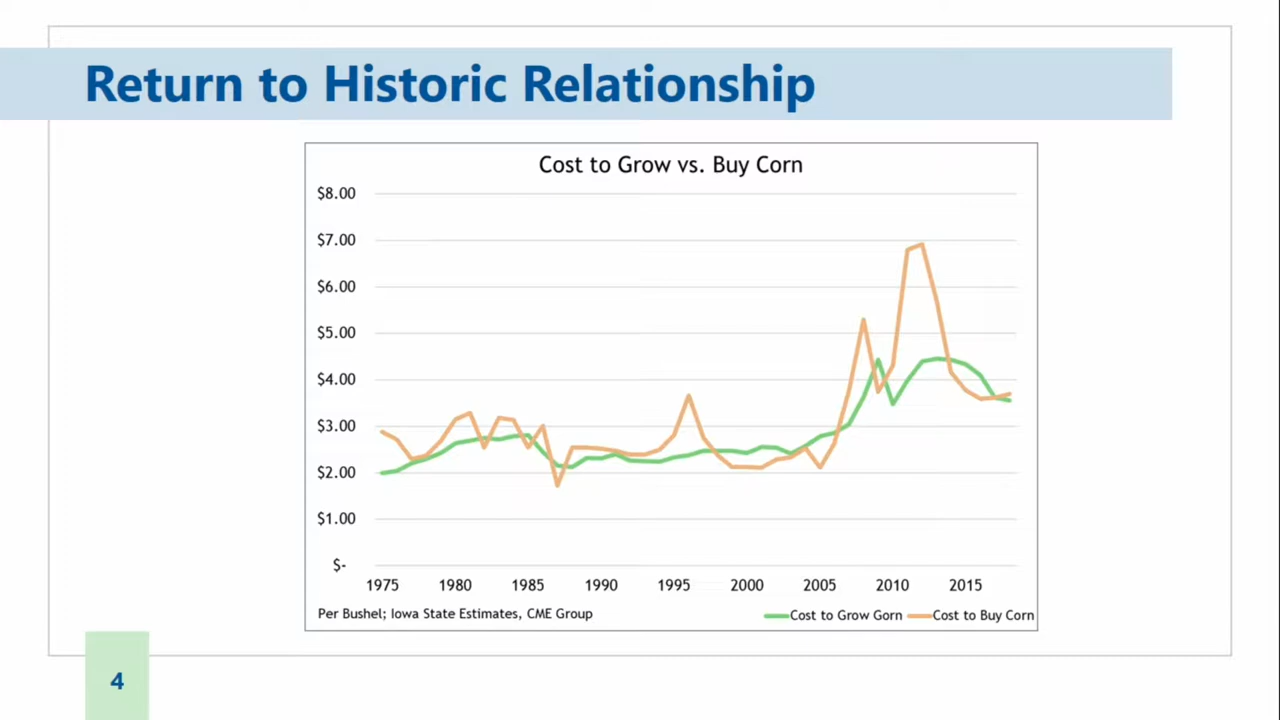 Return to Historic Relationship
Cost to Grow vs. Buy Corn
$8.00
$7.00
$6.00
$5.00
$4.00
$3.00
$2.00
$1.00
$-
1975 1980 1985 1990 1995 2000 2005 2010 2015
Per Bushel; Iowa State Estimates, CME Group
Cost to Grow Gorn Cost to Buy Corn
4